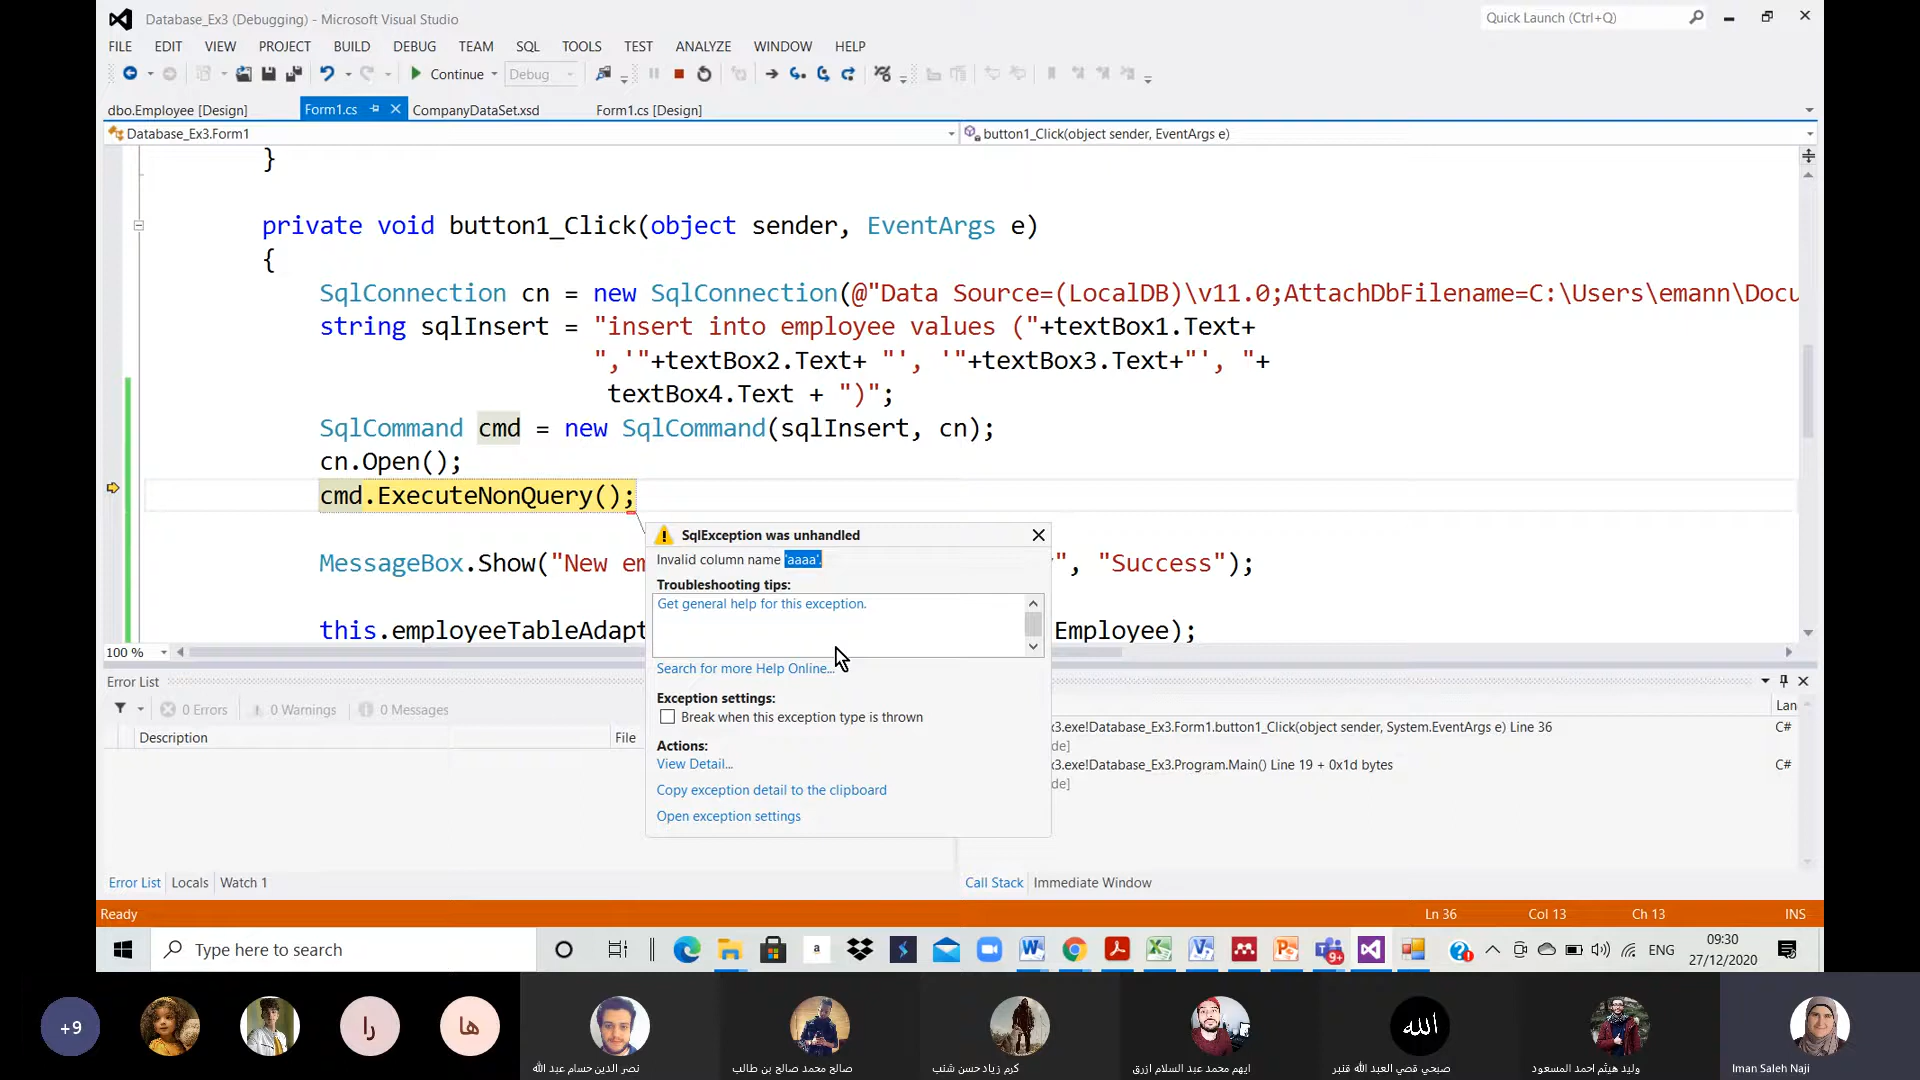 Database_Ex3 (Debugging) - Microsoft Visual Studio
Quick Launch (Ctrl+Q)
FILE EDIT VIEW PROJECT BUILD DEBUG TEAM SQL TOOLS TEST ANALYZE WINDOW HELP
Continue Debug
dbo.Employee [Design] Form1.cs CompanyDataSet.xsd Form1.cs [Design]
Database_Ex3.Form1 button1_Click(object sender, EventArgs e)
}
private void button1_Click(object sender, EventArgs e)
{
SqlConnection cn = new SqlConnection(@"Data Source=(LocalDB)\v11.0;AttachDbFilename=C:\Users\emann\Docu
string sqlInsert = "insert into employee values ("+textBox1.Text+
",'"+textBox2.Text+ "', '"+textBox3.Text+"', "+
textBox4.Text + ")";
SqlCommand cmd = new SqlCommand(sqlInsert, cn);
cn.Open();
cmd.ExecuteNonQuery();
SqlException was unhandled
Invalid column name 'aaaa'.
Troubleshooting tips:
Get general help for this exception.
Search for more Help Online...
Exception settings:
Break when this exception type is thrown
Actions:
View Detail...
Copy exception detail to the clipboard
Open exception settings
MessageBox.Show("New em ", "Success");
this.employeeTableAdapt Employee);
100 %
Error List
0 Errors 0 Warnings 0 Messages
Description File
Lan
x3.exe!Database_Ex3.Form1.button1_Click(object sender, System.EventArgs e) Line 36 C#
de]
x3.exe!Database_Ex3.Program.Main() Line 19 + 0x1d bytes C#
de]
Error List Locals Watch 1
Call Stack Immediate Window
Ready Ln 36 Col 13 Ch 13 INS
Type here to search
a
9+
ENG
09:30
27/12/2020
+9
را
ها
الله
نصر الدين حسام عبد الله
صالح محمد صالح بن طالب
كرم زياد حسن شنب
ايهم محمد عبد السلام ازرق
صبحي قصي العبد الله قنبر
وليد هيثم احمد المسعود
Iman Saleh Naji